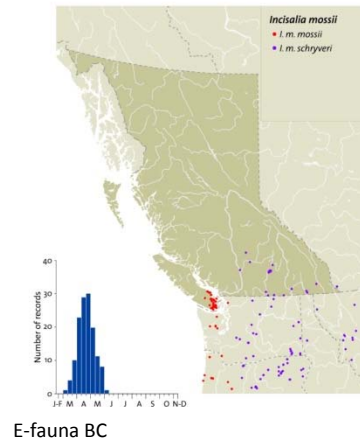 Incisalia mossii
I. m. mossii
I. m. schryveri
40
30
20
10
0
Number of records
J-F M A M J J A S O N-D
E-fauna BC